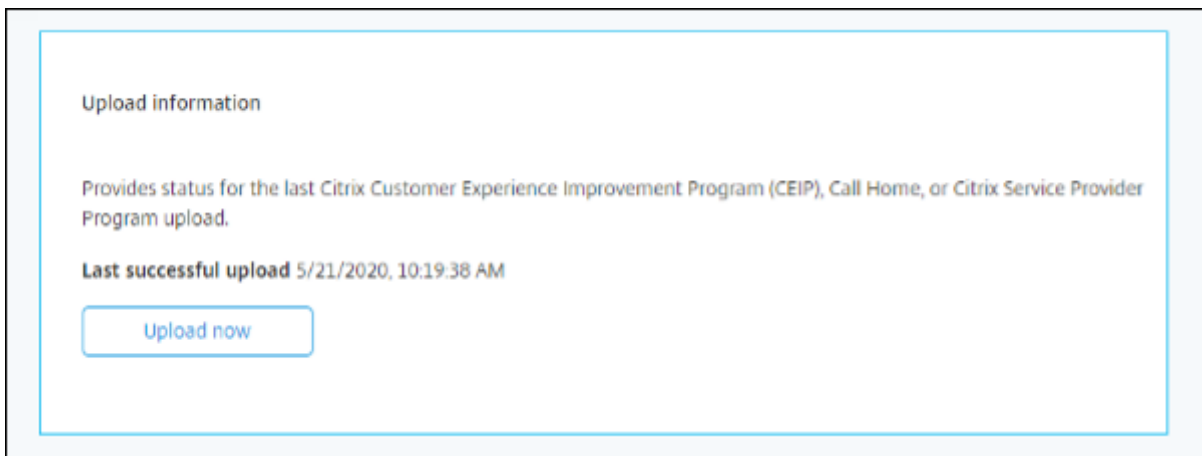 Upload information
Provides status for the last Citrix Customer Experience Improvement Program (CEIP), Call Home, or Citrix Service Provider
Program upload.
Last successful upload 5/21/2020, 10:19:38 AM
Upload now